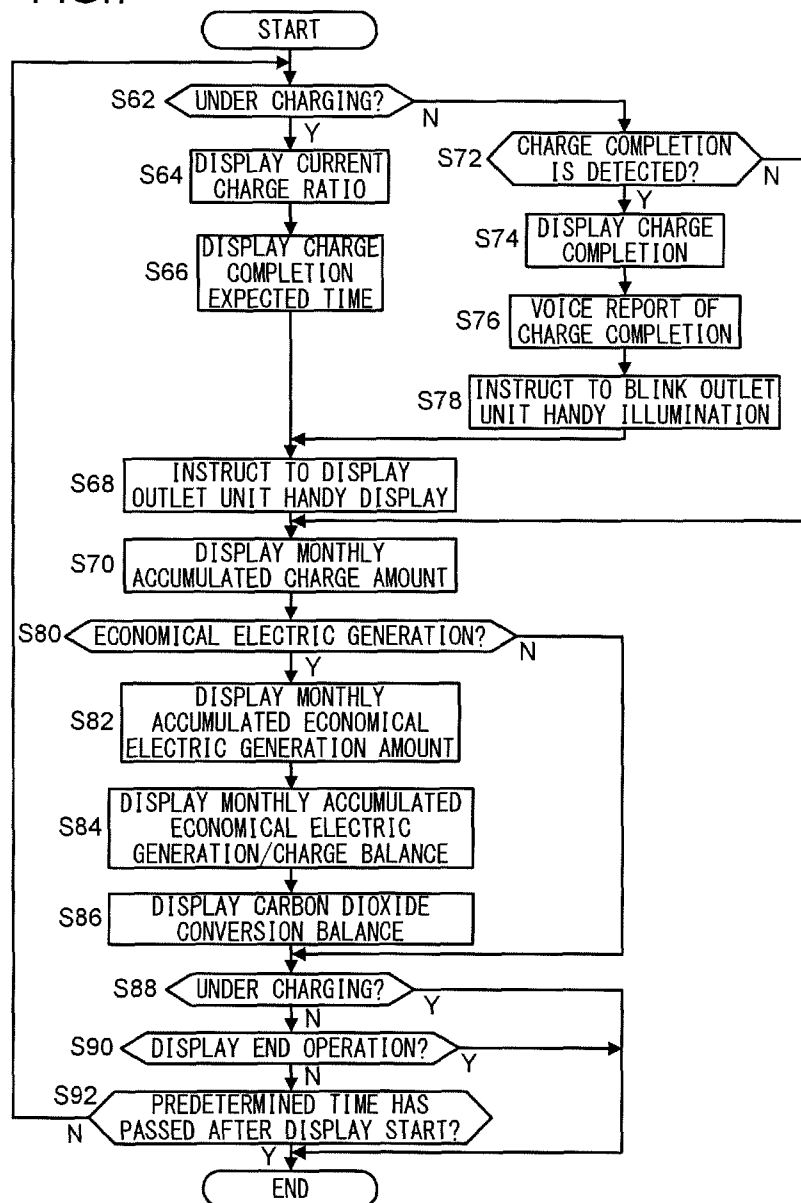 START
S62
UNDER CHARGING?
N
Y
S64
DISPLAY CURRENT
CHARGE RATIO
S66
DISPLAY CHARGE
COMPLETION
EXPECTED TIME
S72
CHARGE COMPLETION
IS DETECTED?
N
Y
S74
DISPLAY CHARGE
COMPLETION
S76
VOICE REPORT OF
CHARGE COMPLETION
S78
INSTRUCT TO BLINK OUTLET
UNIT HANDY ILLUMINATION
S68
INSTRUCT TO DISPLAY
OUTLET UNIT HANDY DISPLAY
S70
DISPLAY MONTHLY
ACCUMULATED CHARGE AMOUNT
S80
ECONOMICAL ELECTRIC GENERATION?
N
Y
S82
DISPLAY MONTHLY
ACCUMULATED ECONOMICAL
ELECTRIC GENERATION AMOUNT
S84
DISPLAY MONTHLY ACCUMULATED
ECONOMICAL ELECTRIC
GENERATION/CHARGE BALANCE
S86
DISPLAY CARBON DIOXIDE
CONVERSION BALANCE
S88
UNDER CHARGING?
Y
N
S90
DISPLAY END OPERATION?
Y
N
S92
PREDETERMINED TIME HAS
PASSED AFTER DISPLAY START?
N
Y
END